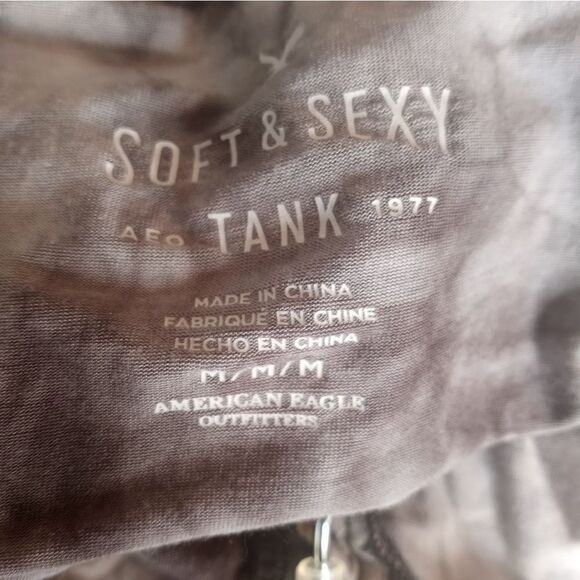 SOFT & SEXY
AEO TANK 1977
MADE IN CHINA
FABRIQUÉ EN CHINE
HECHO EN CHINA
M/M/M
AMERICAN EAGLE
OUTFITTERS